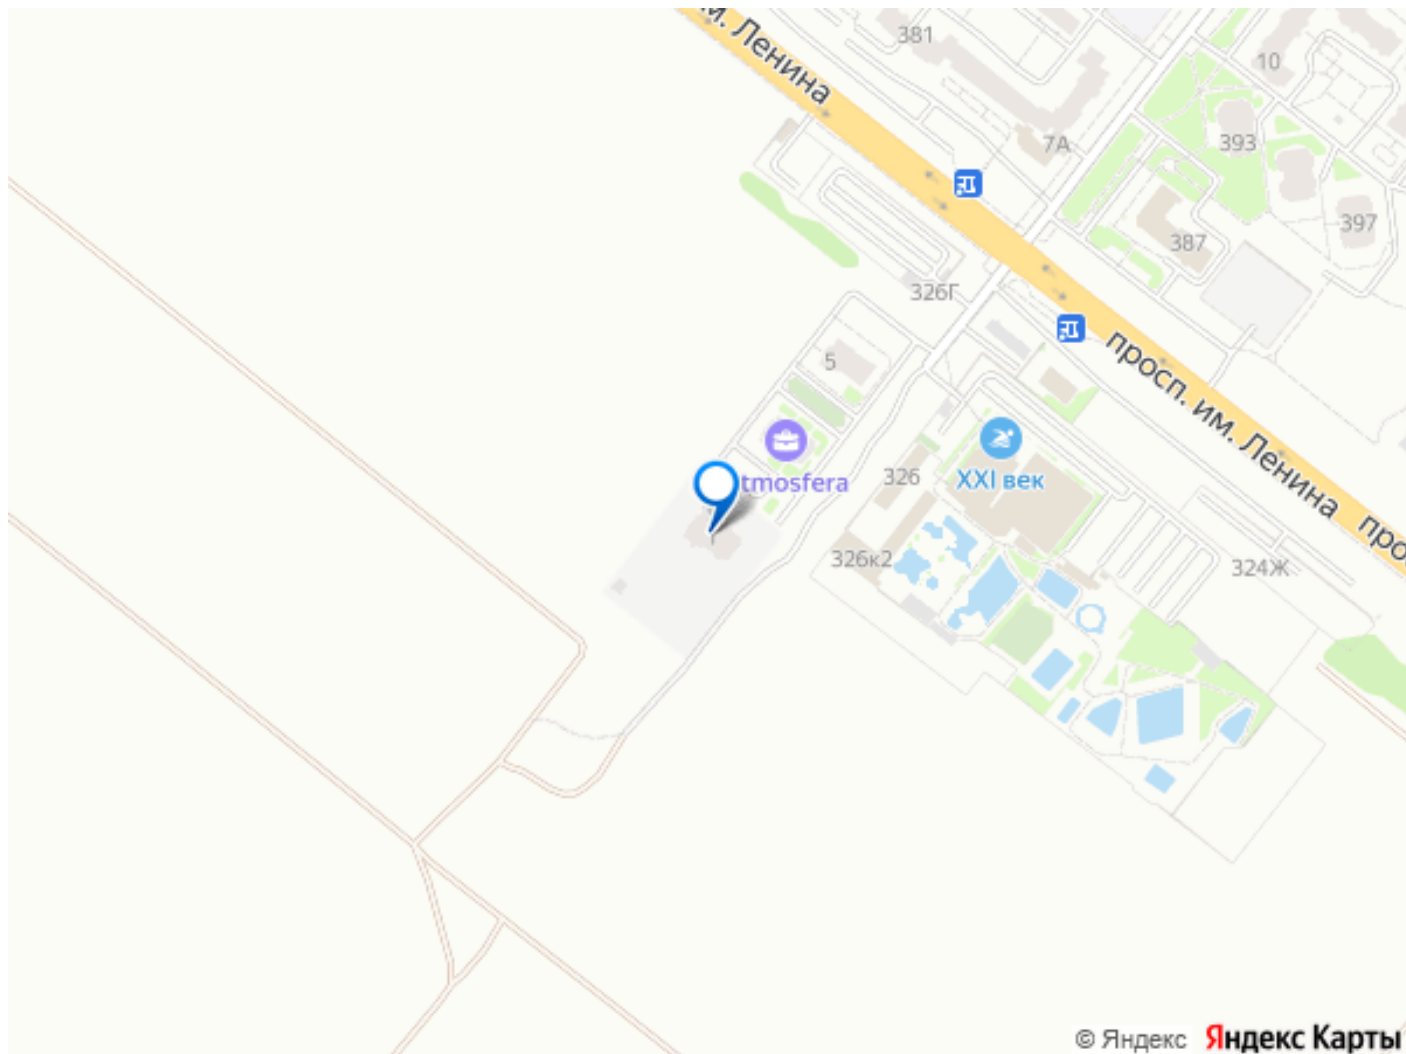 м. Ленина
381
10
7А
393
397
387
326Г
5
просп. им. Ленина
про
tmosfera
326
XXI век
326к2
324Ж
© Яндекс Яндекс Карты